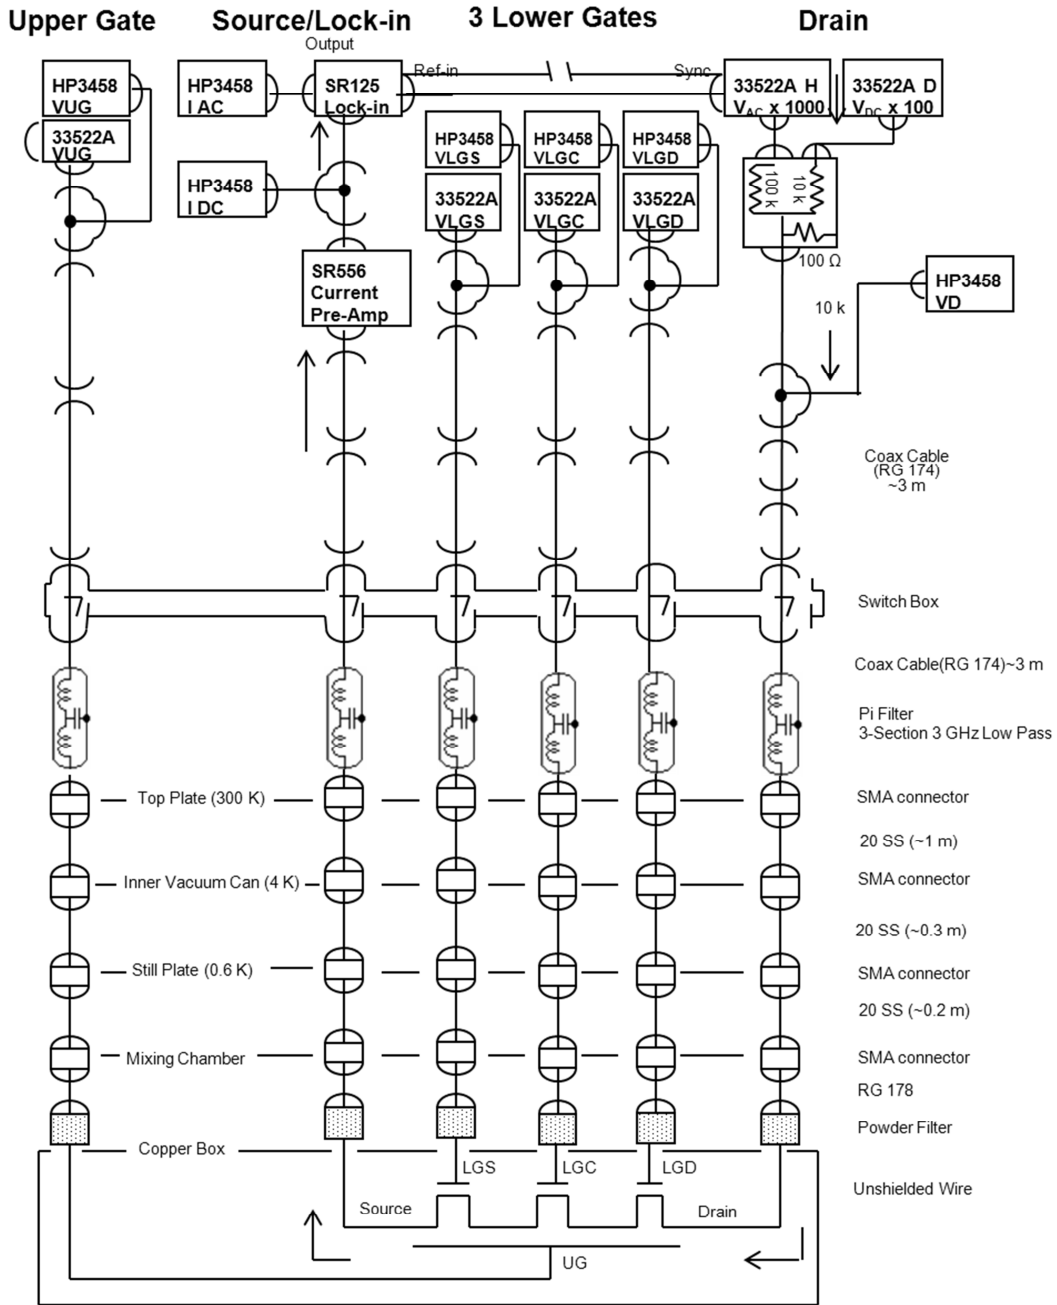 Upper Gate
Source/Lock-in
3 Lower Gates
Drain
Output
HP3458
VUG
33522A
VUG
HP3458
I AC
SR125
Lock-in
Ref-in
Sync
33522A H
VAC x 1000
33522A D
VDC x 100
HP3458
VLGS
HP3458
VLGC
HP3458
VLGD
HP3458
I DC
33522A
VLGS
33522A
VLGC
33522A
VLGD
100 k
10 k
100 Ω
SR556
Current
Pre-Amp
HP3458
VD
10 k
Coax Cable
(RG 174)
~3 m
Switch Box
Coax Cable(RG 174)~3 m
Pi Filter
3-Section 3 GHz Low Pass
Top Plate (300 K)
SMA connector
20 SS (~1 m)
Inner Vacuum Can (4 K)
SMA connector
20 SS (~0.3 m)
Still Plate (0.6 K)
SMA connector
20 SS (~0.2 m)
Mixing Chamber
SMA connector
RG 178
Powder Filter
Copper Box
LGS
LGC
LGD
Unshielded Wire
Source
Drain
UG